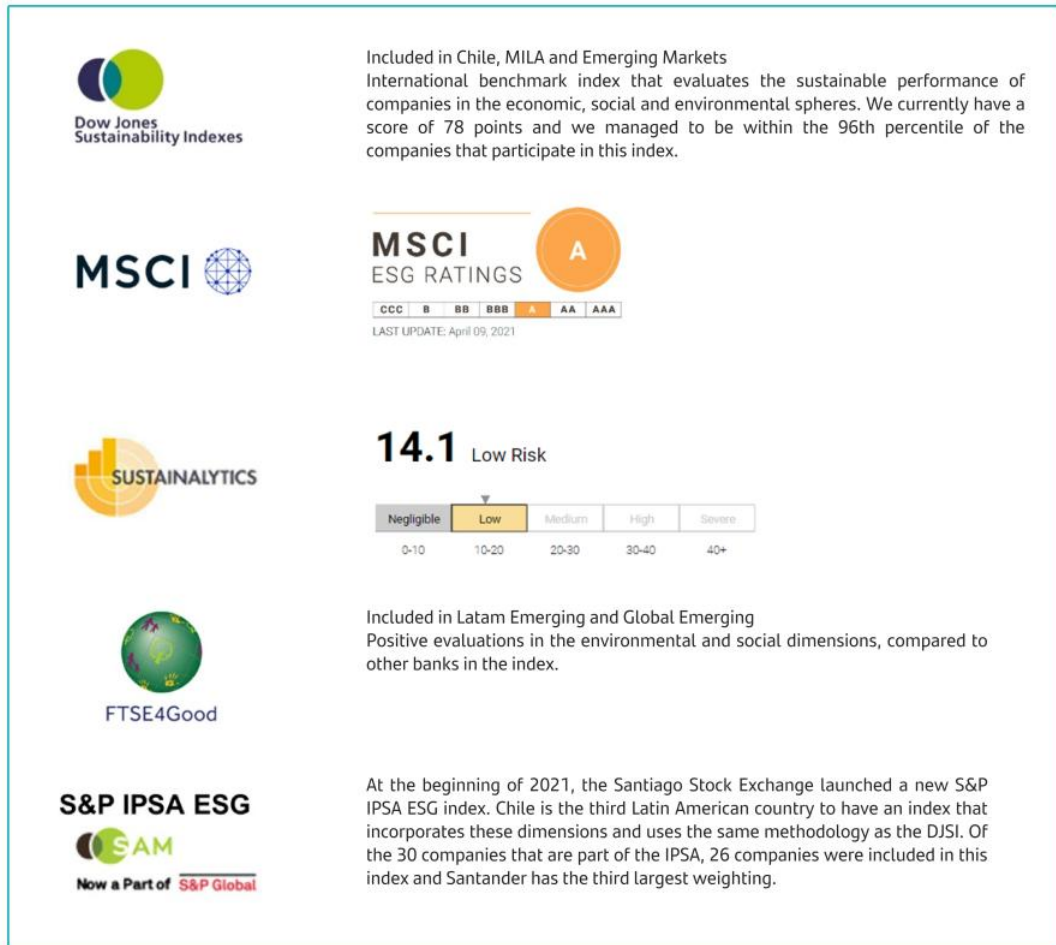 Dow Jones
Sustainability Indexes
Included in Chile, MILA and Emerging Markets
International benchmark index that evaluates the sustainable performance of
companies in the economic, social and environmental spheres. We currently have a
score of 78 points and we managed to be within the 96th percentile of the
companies that participate in this index.
MSCI
MSCI
ESG RATINGS
A
CCC B BB BBB A AA AAA
LAST UPDATE: April 09, 2021
SUSTAINALYTICS
14.1 Low Risk
Negligible Low Medium High Severe
0-10 10-20 20-30 30-40 40+
FTSE4Good
Included in Latam Emerging and Global Emerging
Positive evaluations in the environmental and social dimensions, compared to
other banks in the index.
S&P IPSA ESG
SAM
Now a Part of S&P Global
At the beginning of 2021, the Santiago Stock Exchange launched a new S&P
IPSA ESG index. Chile is the third Latin American country to have an index that
incorporates these dimensions and uses the same methodology as the DJSI. Of
the 30 companies that are part of the IPSA, 26 companies were included in this
index and Santander has the third largest weighting.